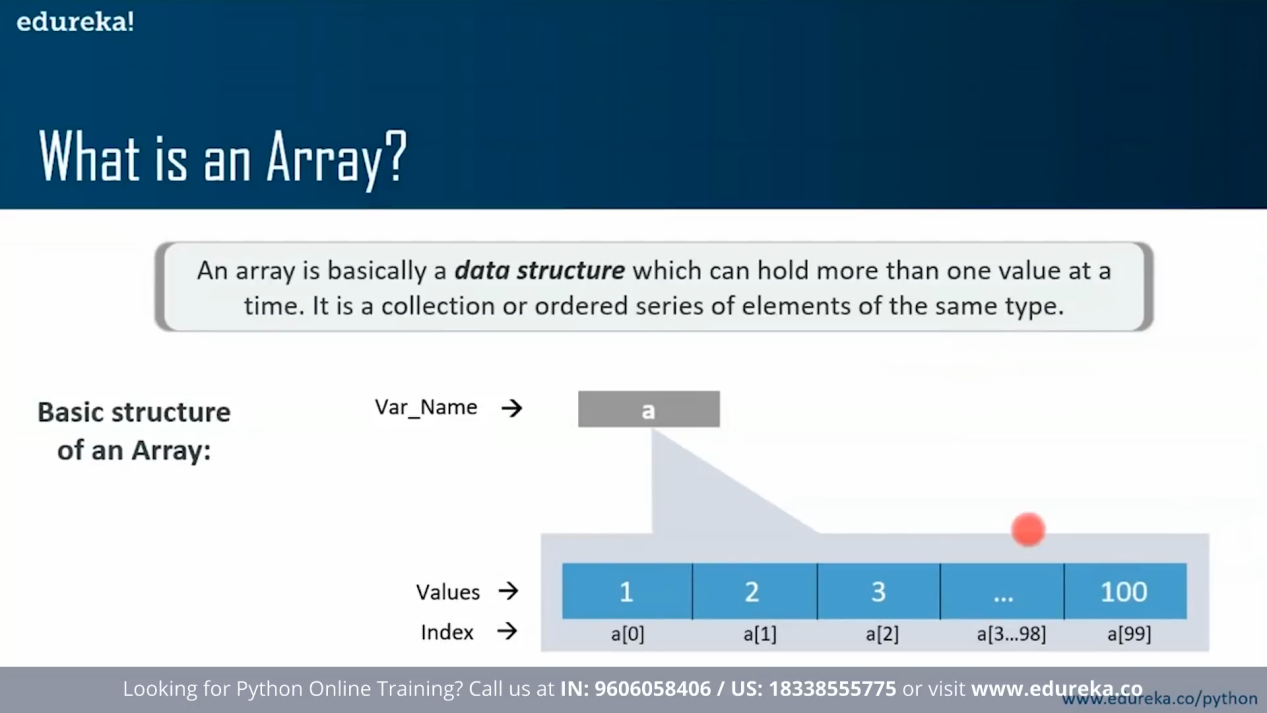 edureka!
What is an Array?
An array is basically a data structure which can hold more than one value at a
time. It is a collection or ordered series of elements of the same type.
Basic structure
of an Array:
Var_Name → a
Values → 1 2 3 ... 100
Index → a[0] a[1] a[2] a[3...98] a[99]
Looking for Python Online Training? Call us at IN: 9606058406 / US: 18338555775 or visit www.edureka.co
www.edureka.co/python